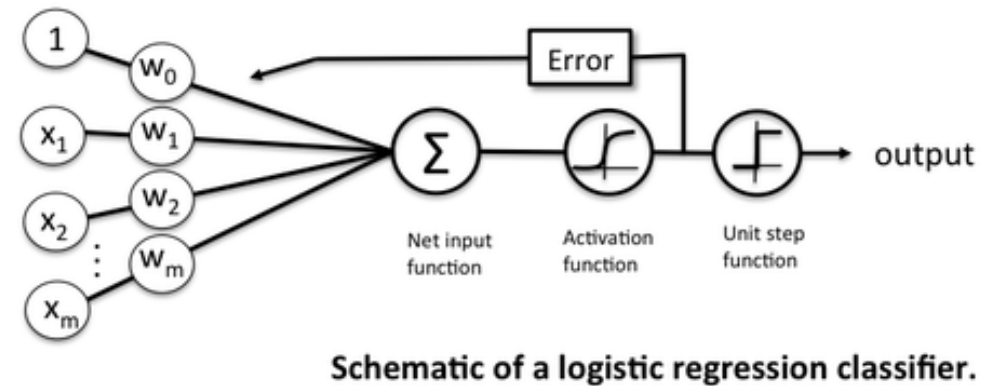 1
w0
Error
x1
w1
Σ
output
x2
w2
Net input
function
Activation
function
Unit step
function
⋮
wm
xm
Schematic of a logistic regression classifier.